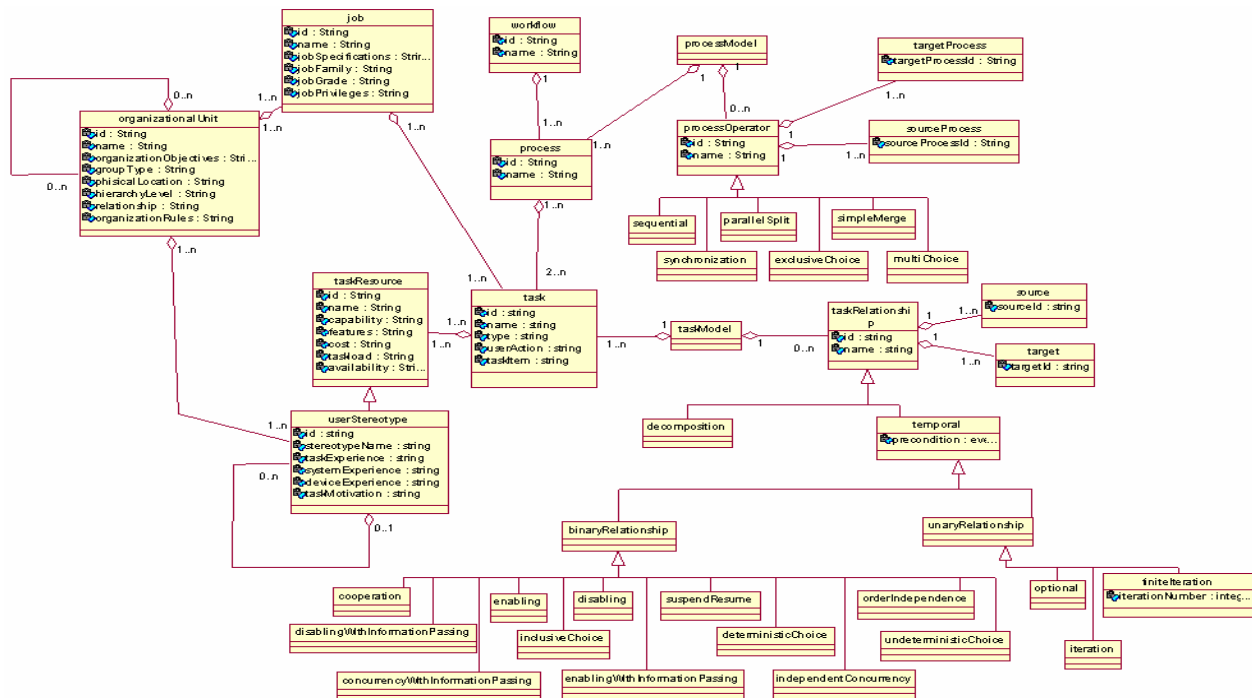 job
id : String
name : String
jobSpecifications : Strir...
jobFamily : String
jobGrade : String
jobPrivileges : String
workflow
id : String
name : String
processModel
targetProcess
targetProcessId : String
organizationalUnit
id : String
name : String
organizationObjectives : Stri...
groupType : String
phisicalLocation : String
hierarchyLevel : String
relationship : String
organizationRules : String
0..n
0..n
1..n
1..n
1..n
1
1..n
1
1
1..n
0..n
process
id : String
name : String
processOperator
id : String
name : String
1..n
1
1
1..n
sourceProcess
sourceProcessId : String
sequential
parallelSplit
simpleMerge
synchronization
exclusiveChoice
multiChoice
1..n
1..n
2..n
1..n
taskResource
id : String
name : String
capability : String
features : String
cost : String
taskload : String
availability : Stri...
1..n
1..n
task
id : string
name : string
type : string
userAction : string
taskItem : string
1
1..n
taskModel
1
0..n
taskRelationshi
p
id : string
name : string
1
1..n
1
1..n
source
sourceId : string
target
targetId : string
1..n
userStereotype
id : string
stereotypeName : string
taskExperience : string
systemExperience : string
deviceExperience : string
taskMotivation : string
0..n
0..1
decomposition
temporal
precondition : eve...
binaryRelationship
unaryRelationship
cooperation
enabling
disabling
suspendResume
orderIndependence
optional
finiteIteration
iterationNumber : integ...
disablingWithInformationPassing
inclusiveChoice
deterministicChoice
undeterministicChoice
iteration
concurrencyWithInformationPassing
enablingWithInformationPassing
independentConcurrency